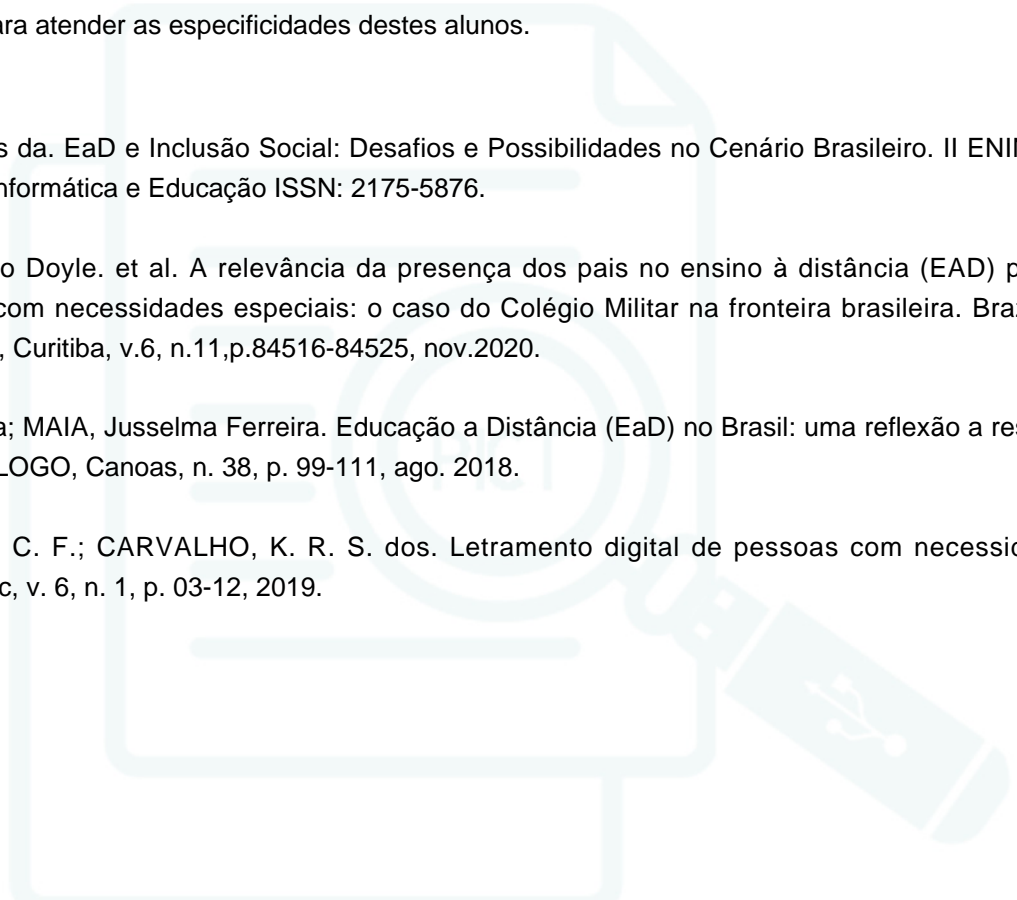 ara atender as especificidades destes alunos.
s da. EaD e Inclusão Social: Desafios e Possibilidades no Cenário Brasileiro. II ENIN
nformática e Educação ISSN: 2175-5876.
o Doyle. et al. A relevância da presença dos pais no ensino à distância (EAD) p
com necessidades especiais: o caso do Colégio Militar na fronteira brasileira. Braz
, Curitiba, v.6, n.11,p.84516-84525, nov.2020.
a; MAIA, Jusselma Ferreira. Educação a Distância (EaD) no Brasil: uma reflexão a res
LOGO, Canoas, n. 38, p. 99-111, ago. 2018.
C. F.; CARVALHO, K. R. S. dos. Letramento digital de pessoas com necessic
c, v. 6, n. 1, p. 03-12, 2019.